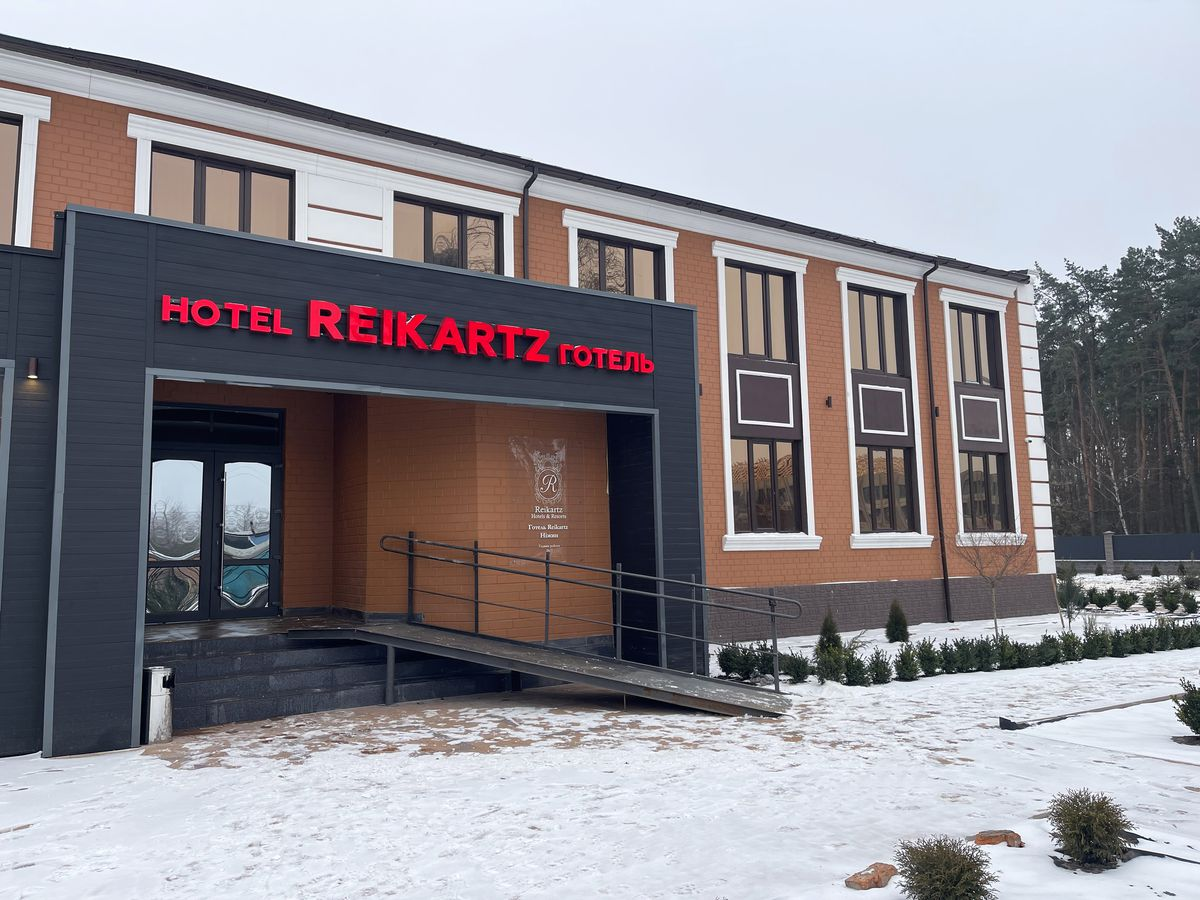 HOTEL REIKARTZ ГОТЕЛЬ
R
Reikartz
Hotels & Resorts
Готель Reikartz
Ніжин